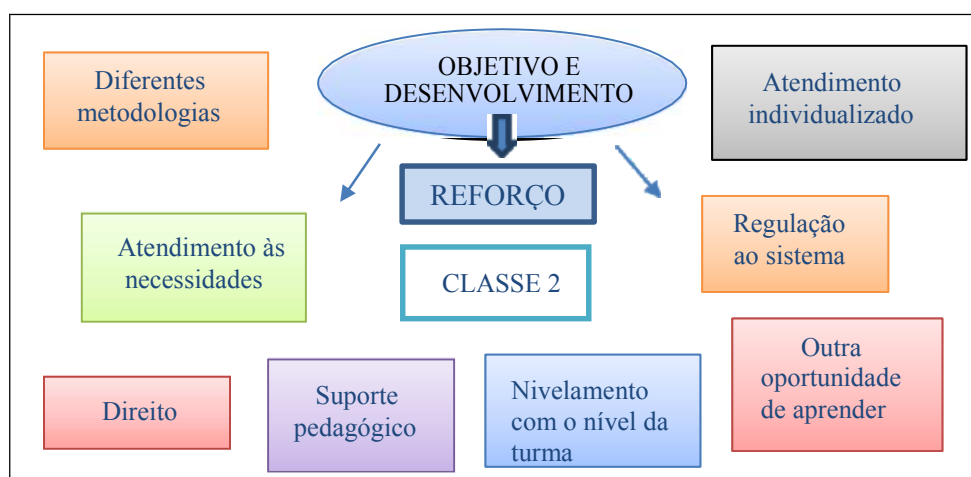 Diferentes
metodologias
OBJETIVO E
DESENVOLVIMENTO
Atendimento
individualizado
REFORÇO
Atendimento às
necessidades
CLASSE 2
Regulação
ao sistema
Direito
Suporte
pedagógico
Nivelamento
com o nível da
turma
Outra
oportunidade
de aprender